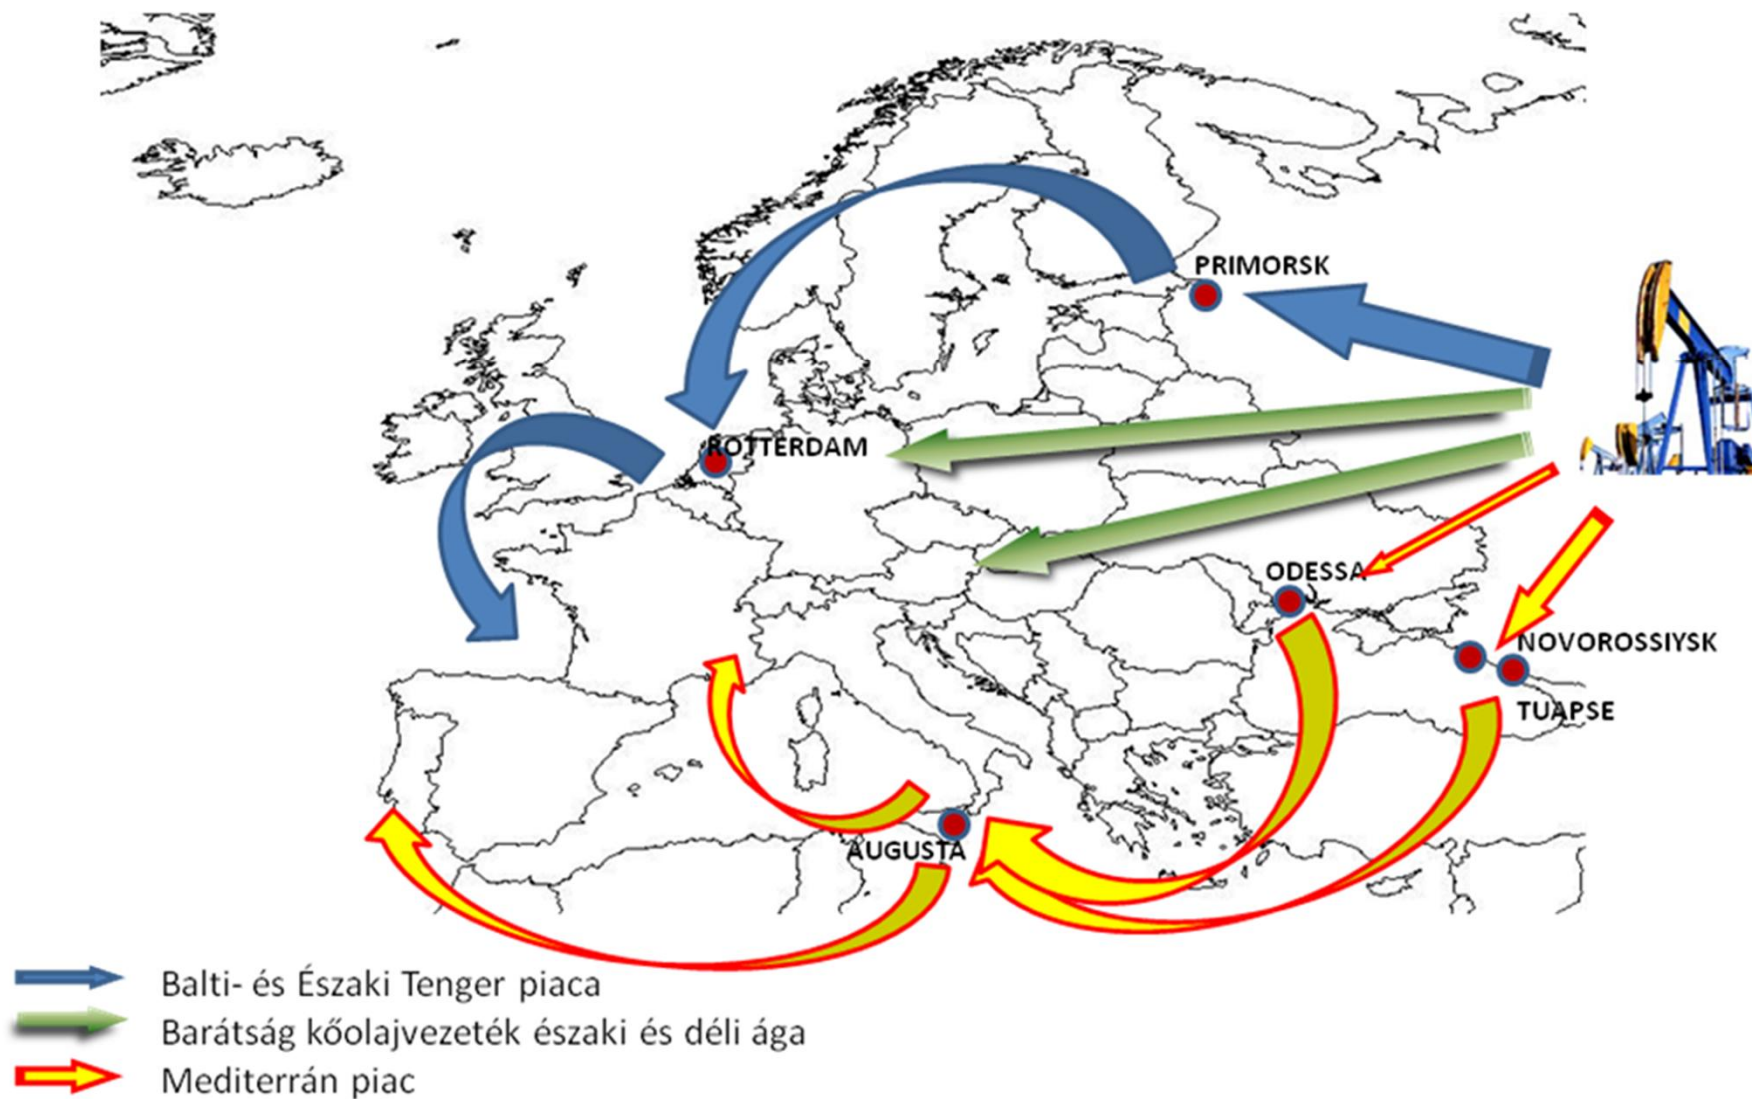 PRIMORSK
ROTTERDAM
ODESSA
NOVOROSSIYSK
TUAPSE
AUGUSTA
Balti- és Északi Tenger piaca
Barátság kőolajvezeték északi és déli ága
Mediterrán piac